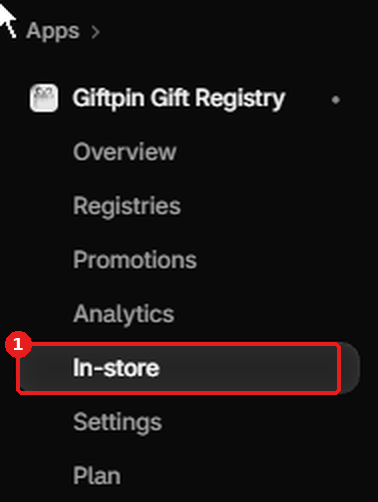 Apps >
Giftpin Gift Registry
Overview
Registries
Promotions
Analytics
1
In-store
Settings
Plan